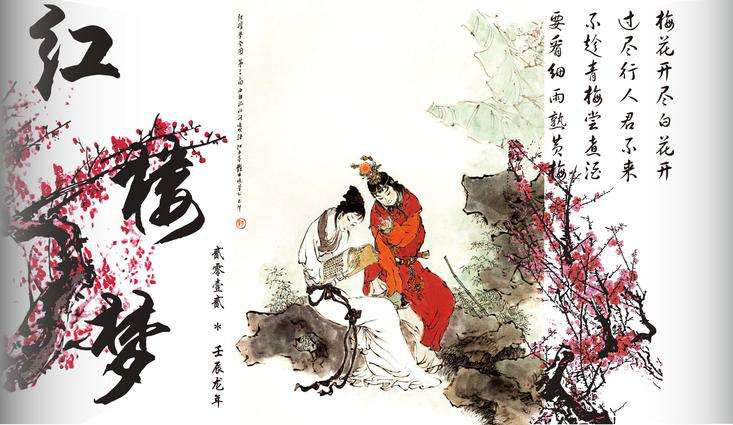 红
楼
梦
贰零壹贰 * 壬辰龙年
梅花开尽白花开
过尽行人君不来
不趁青梅尝煮酒
要看细雨熟黄梅